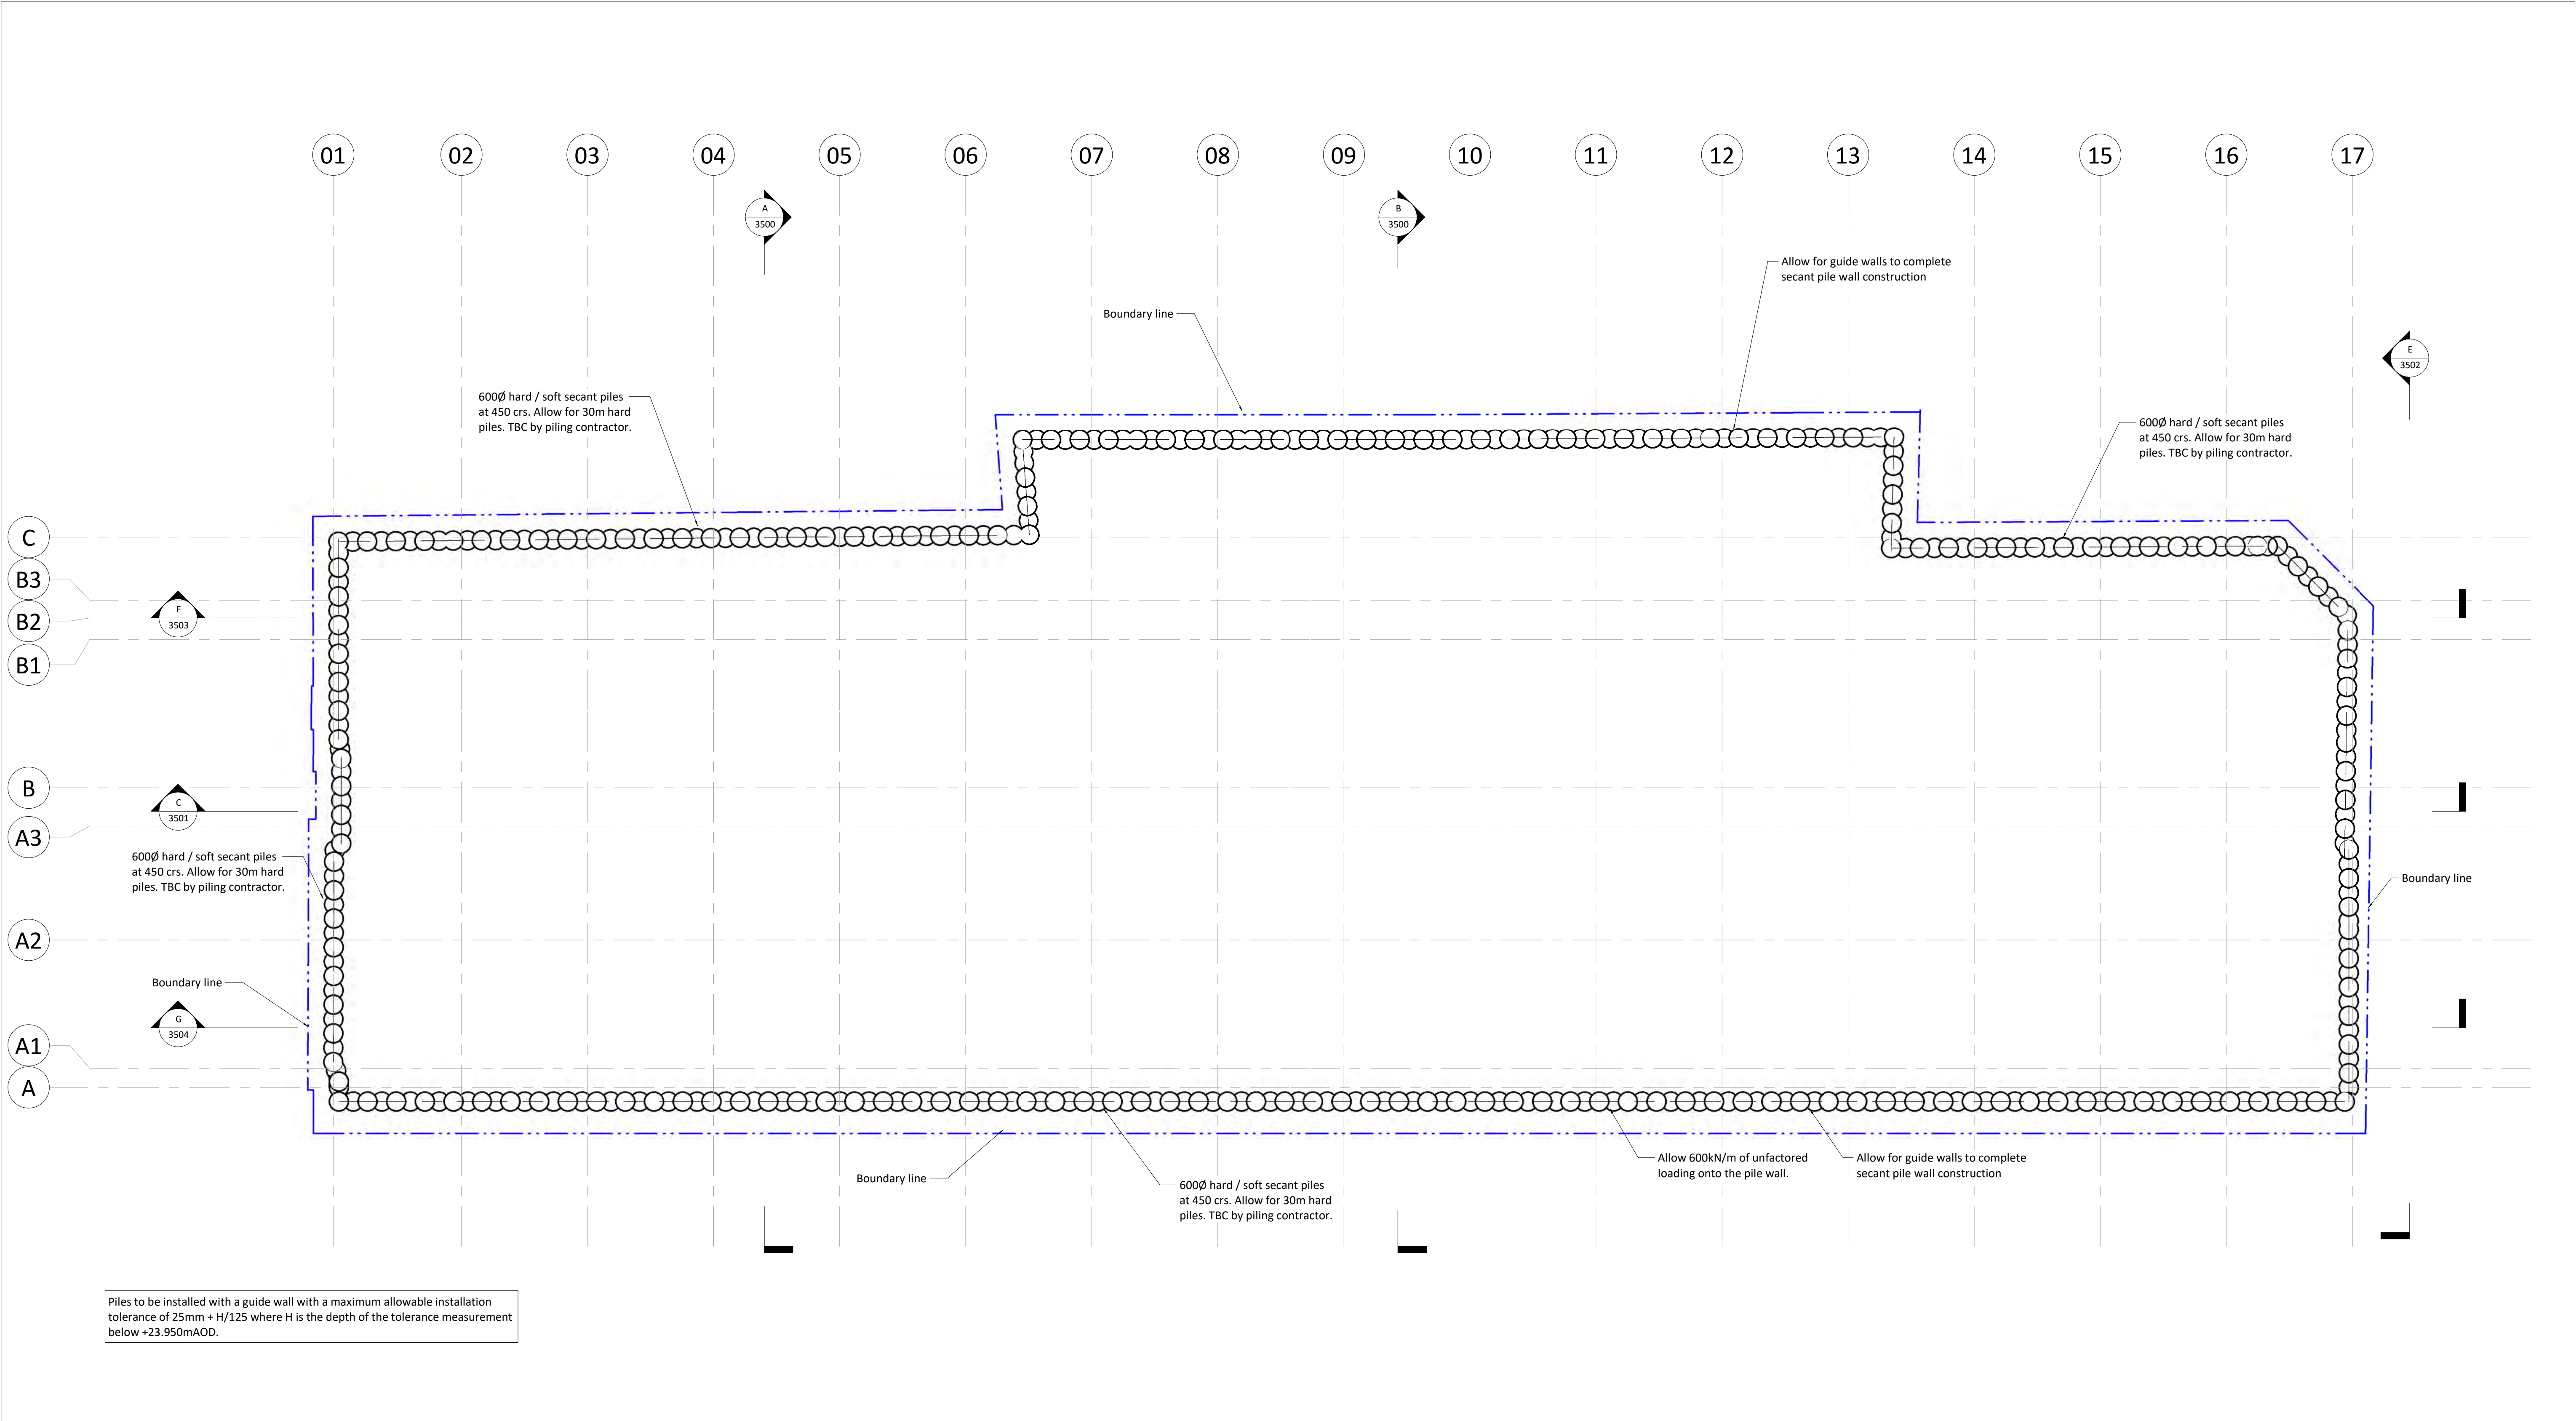 01
02
03
04
05
06
07
08
09
10
11
12
13
14
15
16
17
A
3500
B
3500
Allow for guide walls to complete
secant pile wall construction
Boundary line
E
3502
600Ø hard / soft secant piles
at 450 crs. Allow for 30m hard
piles. TBC by piling contractor.
600Ø hard / soft secant piles
at 450 crs. Allow for 30m hard
piles. TBC by piling contractor.
C
B3
B2
B1
F
3503
B
C
3501
A3
600Ø hard / soft secant piles
at 450 crs. Allow for 30m hard
piles. TBC by piling contractor.
Boundary line
A2
Boundary line
G
3504
A1
A
Boundary line
600Ø hard / soft secant piles
at 450 crs. Allow for 30m hard
piles. TBC by piling contractor.
Allow 600kN/m of unfactored
loading onto the pile wall.
Allow for guide walls to complete
secant pile wall construction
Piles to be installed with a guide wall with a maximum allowable installation
tolerance of 25mm + H/125 where H is the depth of the tolerance measurement
below +23.950mAOD.